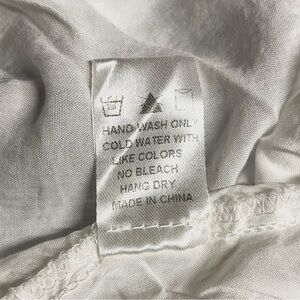 HAND WASH ONLY
COLD WATER WITH
LIKE COLORS
NO BLEACH
HANG DRY
MADE IN CHINA